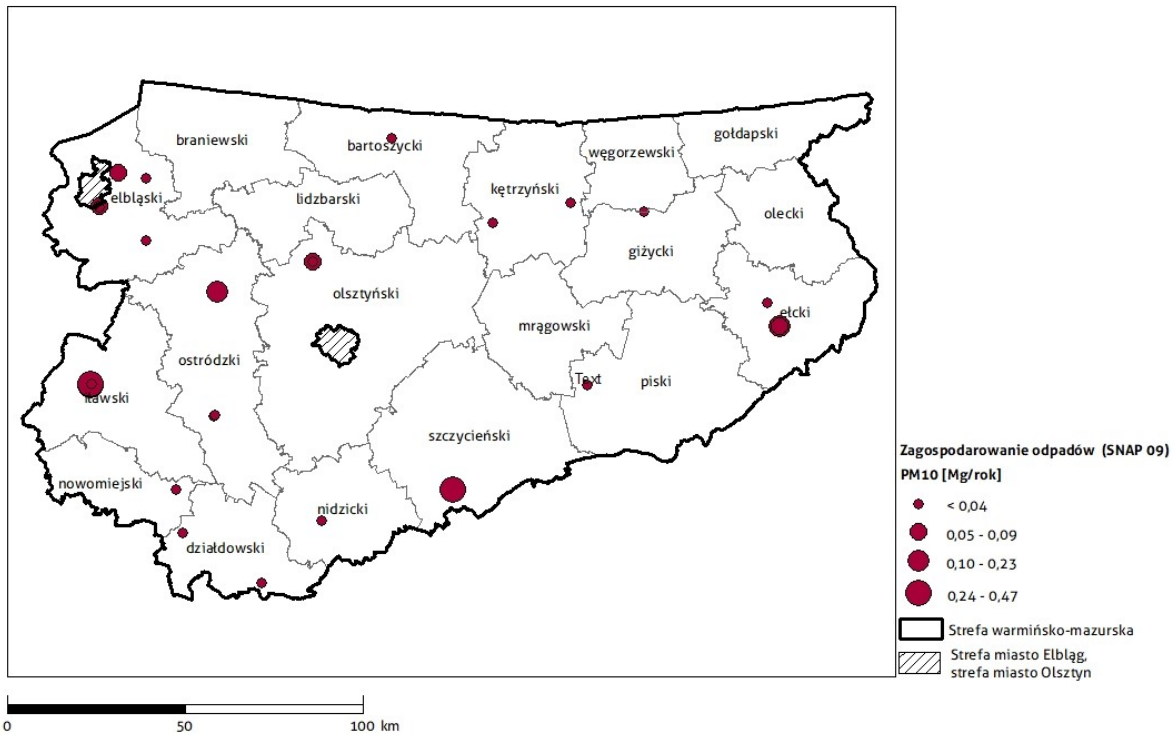 gołdapski
braniewski
bartoszycki
węgorzewski
kętrzyński
elbląski
lidzbarski
olecki
giżycki
olsztyński
ełcki
mrągowski
ostródzki
Text
piski
iławski
szczycieński
nowomiejski
nidzicki
działdowski
Zagospodarowanie odpadów (SNAP 09)
PM10 [Mg/rok]
< 0,04
0,05 - 0,09
0,10 - 0,23
0,24 - 0,47
Strefa warmińsko-mazurska
Strefa miasto Elbląg,
strefa miasto Olsztyn
0 50 100 km